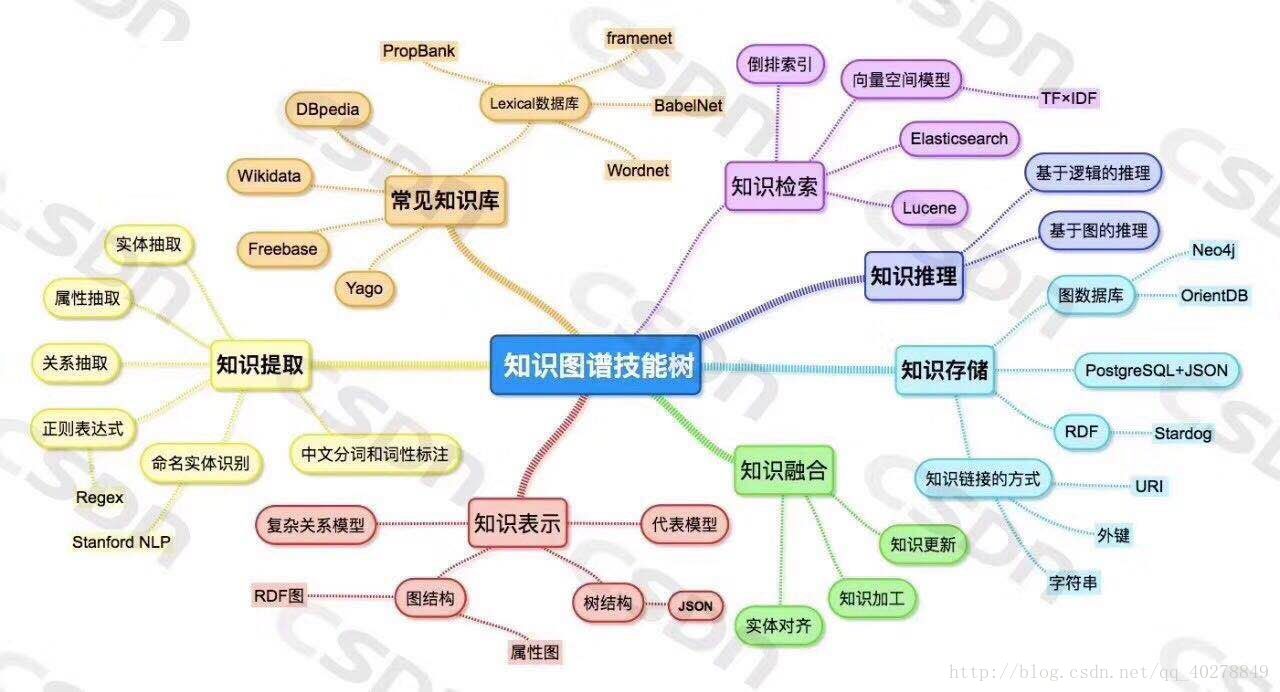 知识图谱技能树
常见知识库
DBpedia
Wikidata
Freebase
Yago
Lexical数据库
PropBank
framenet
BabelNet
Wordnet
知识检索
倒排索引
向量空间模型
TF×IDF
Elasticsearch
Lucene
知识推理
基于逻辑的推理
基于图的推理
知识存储
图数据库
Neo4j
OrientDB
PostgreSQL+JSON
RDF
Stardog
知识链接的方式
URI
外键
字符串
知识融合
知识更新
知识加工
实体对齐
知识表示
复杂关系模型
代表模型
图结构
RDF图
属性图
树结构
JSON
知识提取
实体抽取
属性抽取
关系抽取
正则表达式
Regex
命名实体识别
Stanford NLP
中文分词和词性标注
CSDN
CSDN
CSDN
CSDN
CSDN
CSDN
CSDN
CSDN
CSDN
http://blog.csdn.net/qq_40278849